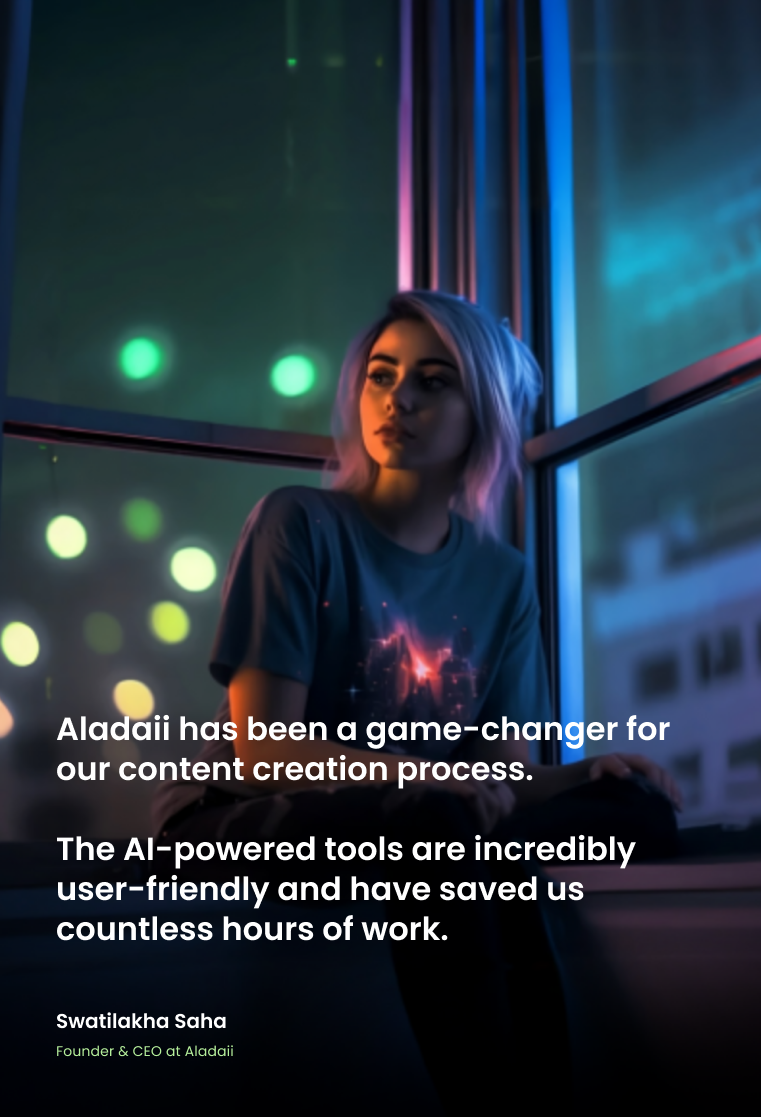 Aladaii has been a game-changer for
our content creation process.
The AI-powered tools are incredibly
user-friendly and have saved us
countless hours of work.
Swatilakha Saha
Founder & CEO at Aladaii